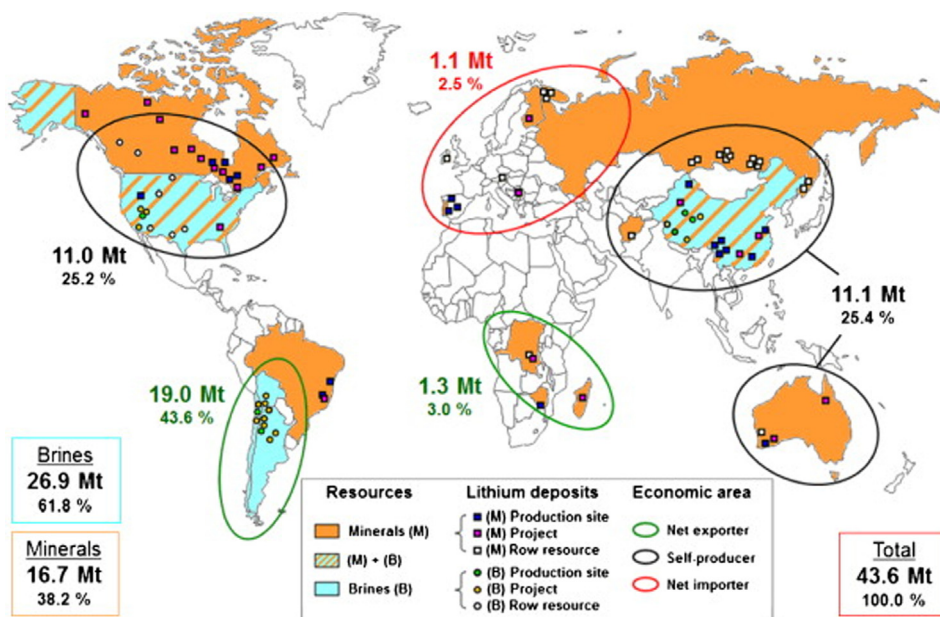 1.1 Mt
2.5 %
11.0 Mt
25.2 %
11.1 Mt
25.4 %
19.0 Mt
43.6 %
1.3 Mt
3.0 %
Brines
26.9 Mt
61.8 %
Minerals
16.7 Mt
38.2 %
Resources
Minerals (M)
(M) + (B)
Brines (B)
Lithium deposits
(M) Production site
(M) Project
(M) Row resource
(B) Production site
(B) Project
(B) Row resource
Economic area
Net exporter
Self-producer
Net importer
Total
43.6 Mt
100.0 %